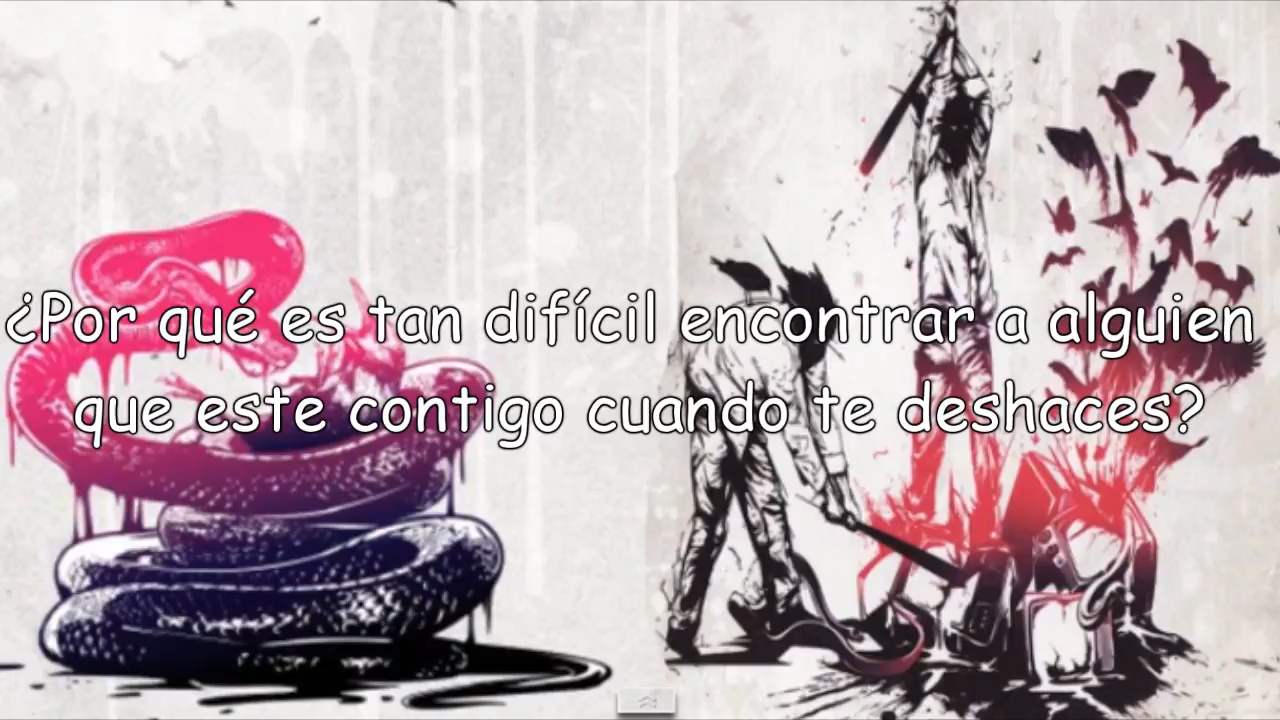 ¿Por qué es tan difícil encontrar a alguien
que este contigo cuando te deshaces?